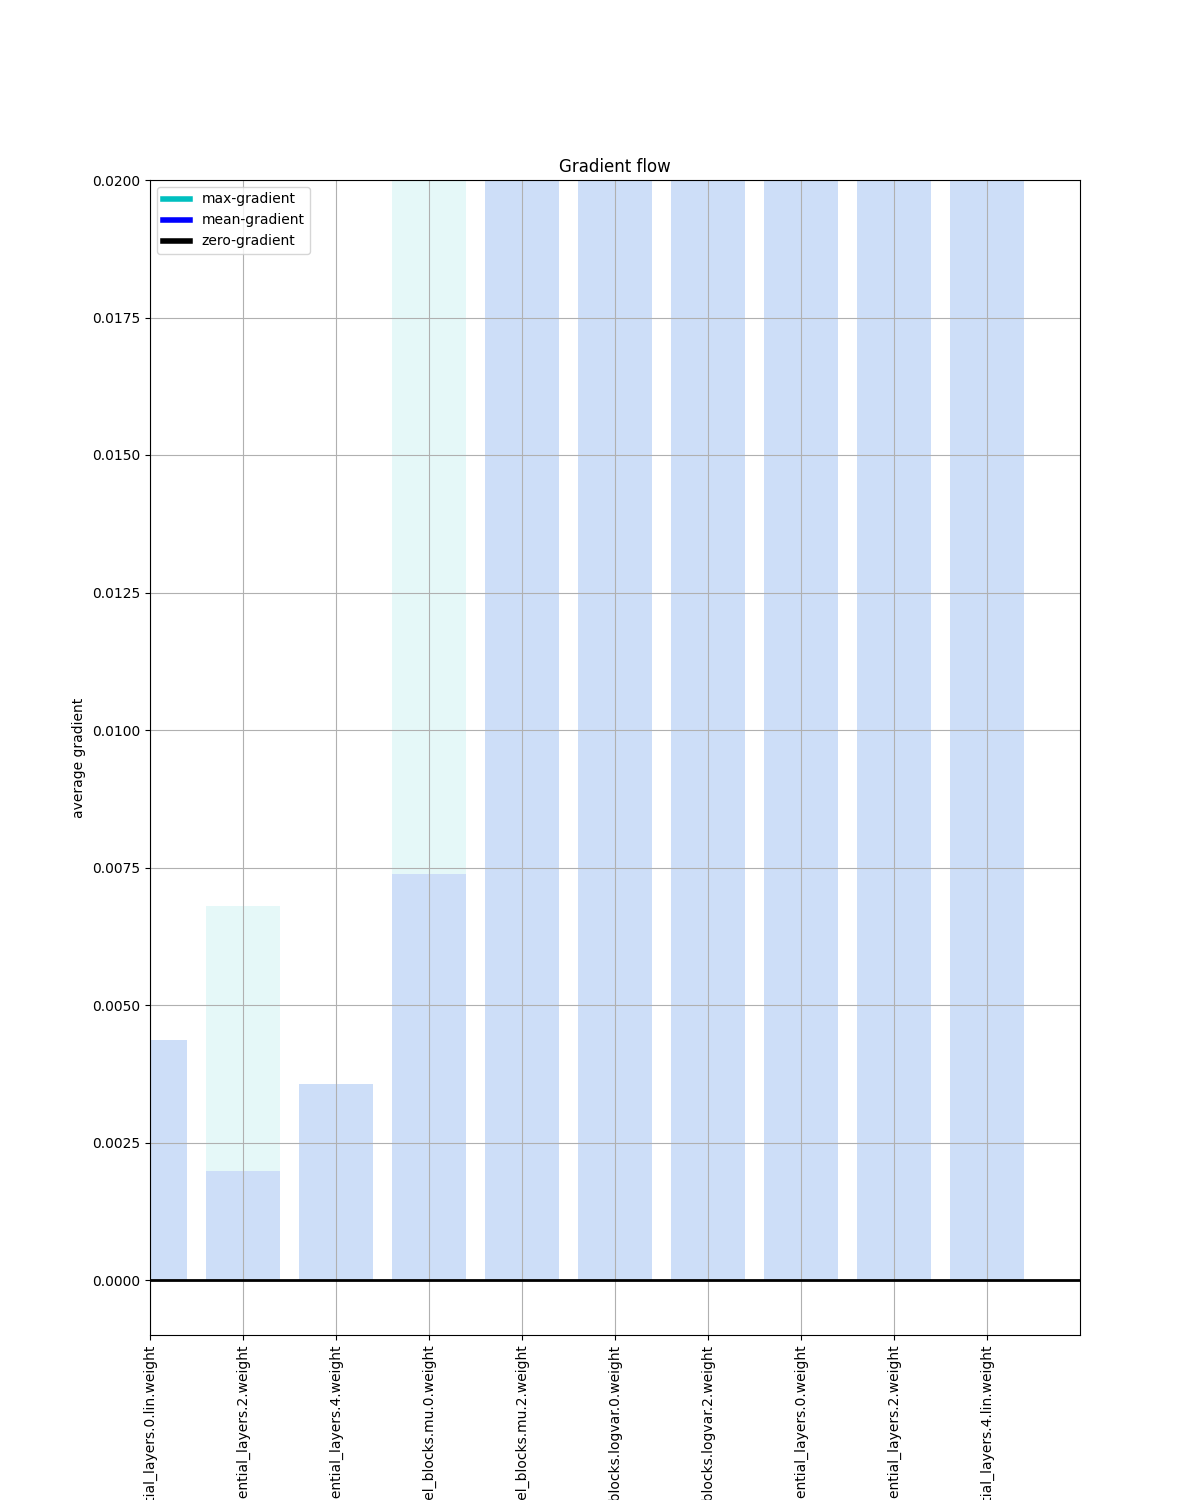 Gradient flow
max-gradient
mean-gradient
zero-gradient
average gradient
0.0200
0.0175
0.0150
0.0125
0.0100
0.0075
0.0050
0.0025
0.0000
tial_layers.0.lin.weight
ential_layers.2.weight
ential_layers.4.weight
el_blocks.mu.0.weight
el_blocks.mu.2.weight
blocks.logvar.0.weight
blocks.logvar.2.weight
ential_layers.0.weight
ential_layers.2.weight
tial_layers.4.lin.weight